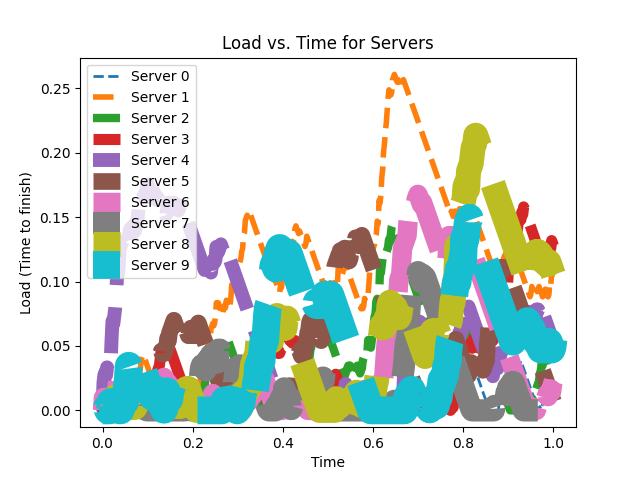 Load vs. Time for Servers
Load (Time to finish)
0.25
0.20
0.15
0.10
0.05
0.00
Server 0
Server 1
Server 2
Server 3
Server 4
Server 5
Server 6
Server 7
Server 8
Server 9
0.0 0.2 0.4 0.6 0.8 1.0
Time